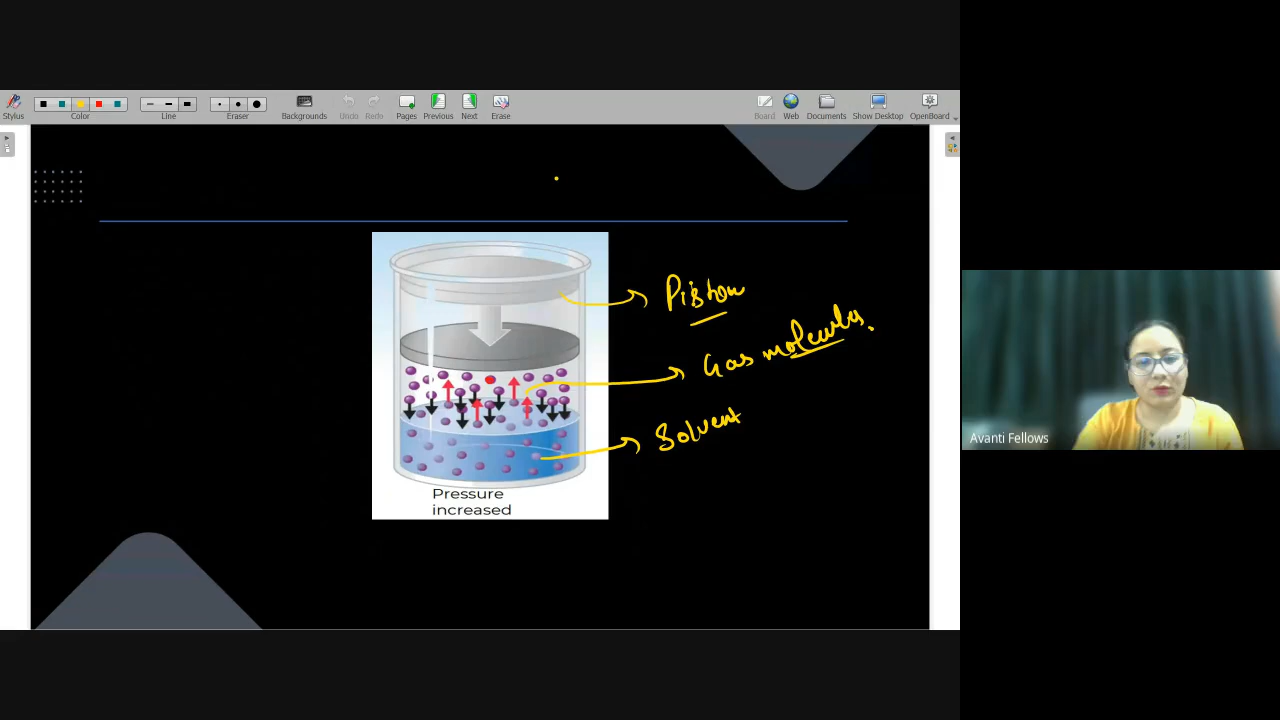 Stylus
Color
Line
Eraser
Backgrounds
Undo
Redo
Pages
Previous
Next
Erase
Board
Web
Documents
Show Desktop
OpenBoard
Piston
Gas molecules.
Solvent
Pressure
increased
Avanti Fellows